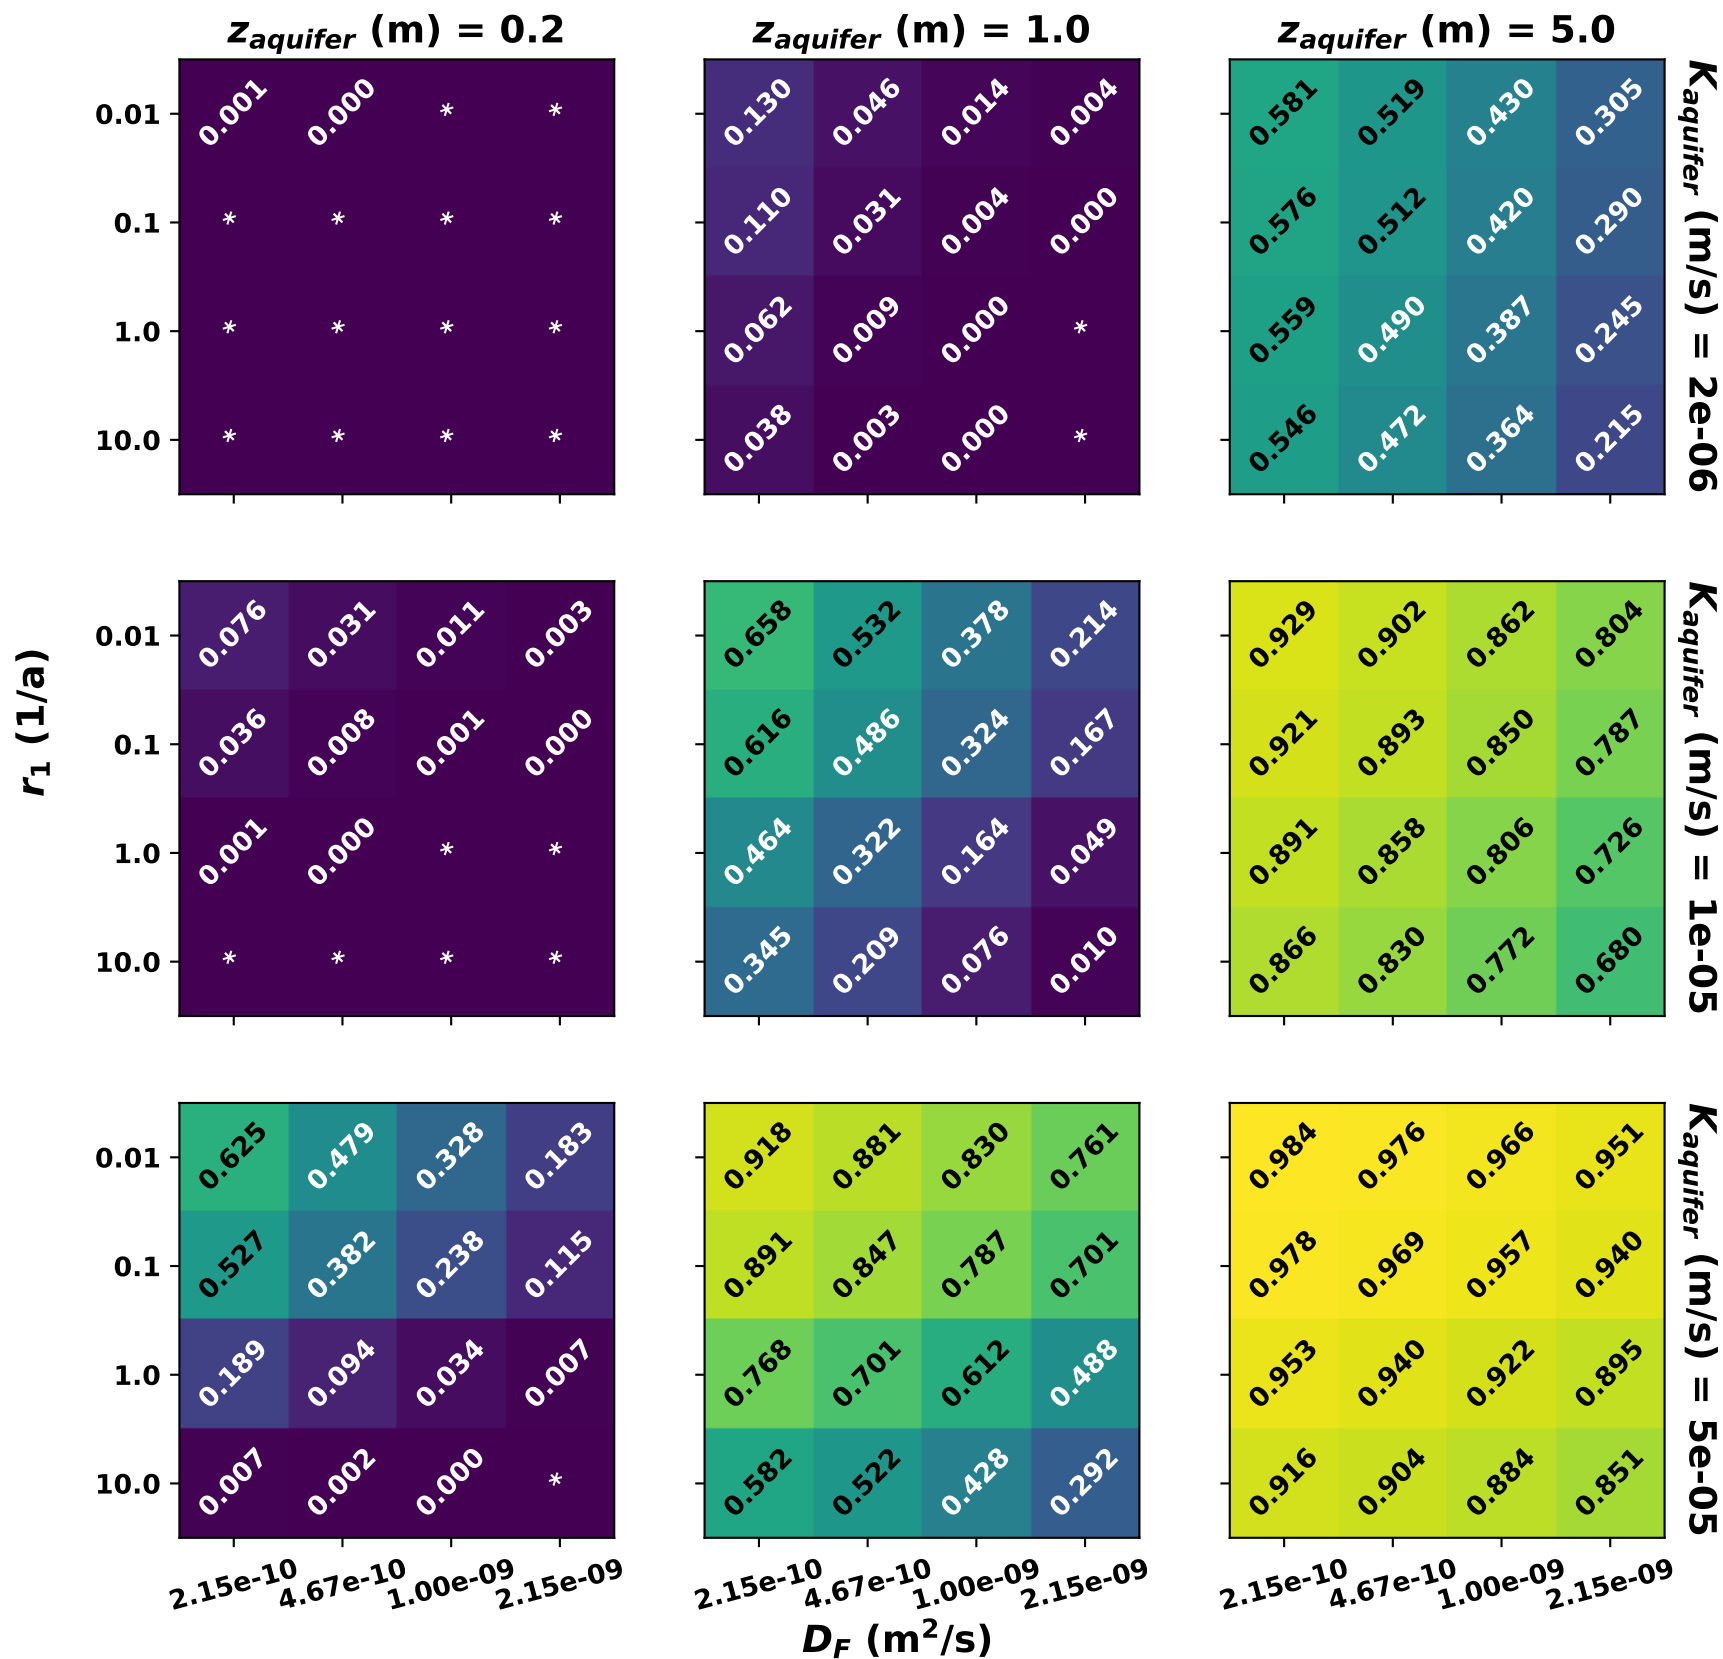 z_aquifer (m) = 0.2 z_aquifer (m) = 1.0 z_aquifer (m) = 5.0
0.01 0.001 0.000 * * 0.130 0.046 0.014 0.004 0.581 0.519 0.430 0.305
0.1 * * * * 0.110 0.031 0.004 0.000 0.576 0.512 0.420 0.290
1.0 * * * * 0.062 0.009 0.000 * 0.559 0.490 0.387 0.245
10.0 * * * * 0.038 0.003 0.000 * 0.546 0.472 0.364 0.215
K_aquifer (m/s) = 2e-06
r_1 (1/a)
0.01 0.076 0.031 0.011 0.003 0.658 0.532 0.378 0.214 0.929 0.902 0.862 0.804
0.1 0.036 0.008 0.001 0.000 0.616 0.486 0.324 0.167 0.921 0.893 0.850 0.787
1.0 0.001 0.000 * * 0.464 0.322 0.164 0.049 0.891 0.858 0.806 0.726
10.0 * * * * 0.345 0.209 0.076 0.010 0.866 0.830 0.772 0.680
K_aquifer (m/s) = 1e-05
0.01 0.625 0.479 0.328 0.183 0.918 0.881 0.830 0.761 0.984 0.976 0.966 0.951
0.1 0.527 0.382 0.238 0.115 0.891 0.847 0.787 0.701 0.978 0.969 0.957 0.940
1.0 0.189 0.094 0.034 0.007 0.768 0.701 0.612 0.488 0.953 0.940 0.922 0.895
10.0 0.007 0.002 0.000 * 0.582 0.522 0.428 0.292 0.916 0.904 0.884 0.851
K_aquifer (m/s) = 5e-05
2.15e-10 4.67e-10 1.00e-09 2.15e-09 2.15e-10 4.67e-10 1.00e-09 2.15e-09 2.15e-10 4.67e-10 1.00e-09 2.15e-09
D_F (m²/s)